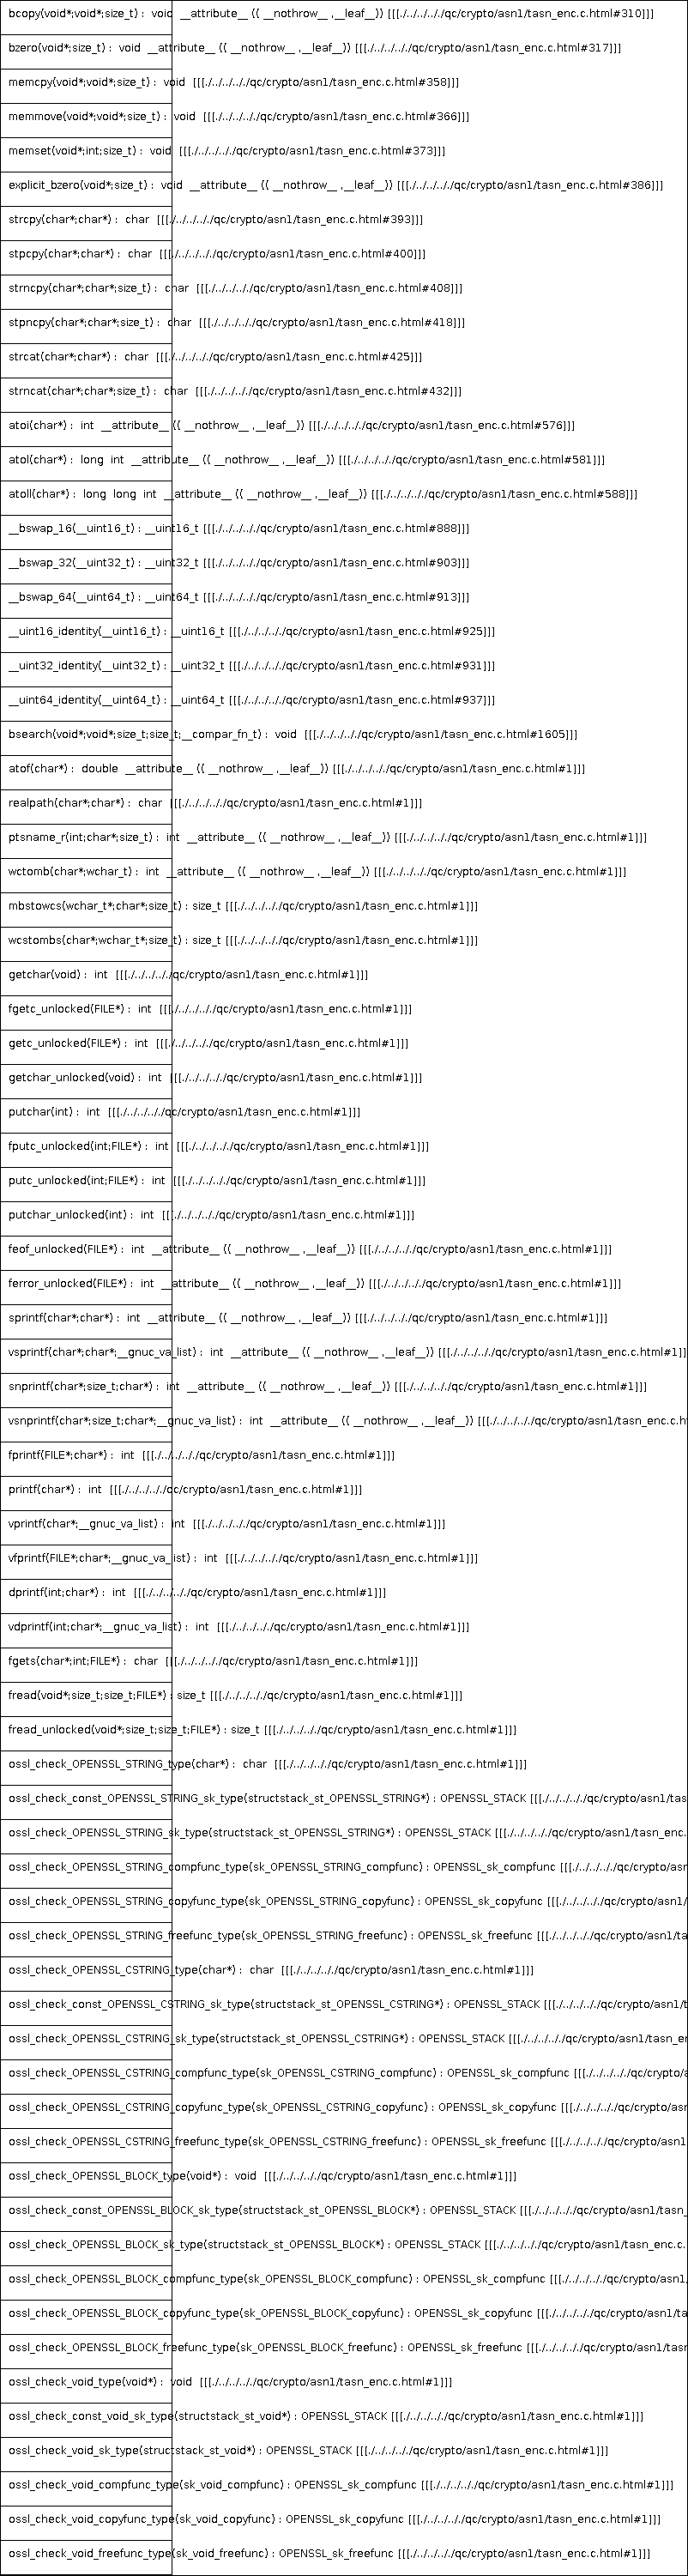 bcopy(void*;void*;size_t) :  void  __attribute__ (( __nothrow__ ,__leaf__)) [[[./../../../../qc/crypto/asn1/tasn_enc.c.html#310]]]
bzero(void*;size_t) :  void  __attribute__ (( __nothrow__ ,__leaf__)) [[[./../../../../qc/crypto/asn1/tasn_enc.c.html#317]]]
memcpy(void*;void*;size_t) :  void  [[[./../../../../qc/crypto/asn1/tasn_enc.c.html#358]]]
memmove(void*;void*;size_t) :  void  [[[./../../../../qc/crypto/asn1/tasn_enc.c.html#366]]]
memset(void*;int;size_t) :  void  [[[./../../../../qc/crypto/asn1/tasn_enc.c.html#373]]]
explicit_bzero(void*;size_t) :  void  __attribute__ (( __nothrow__ ,__leaf__)) [[[./../../../../qc/crypto/asn1/tasn_enc.c.html#386]]]
strcpy(char*;char*) :  char  [[[./../../../../qc/crypto/asn1/tasn_enc.c.html#393]]]
stpcpy(char*;char*) :  char  [[[./../../../../qc/crypto/asn1/tasn_enc.c.html#400]]]
strncpy(char*;char*;size_t) :  char  [[[./../../../../qc/crypto/asn1/tasn_enc.c.html#408]]]
stpncpy(char*;char*;size_t) :  char  [[[./../../../../qc/crypto/asn1/tasn_enc.c.html#418]]]
strcat(char*;char*) :  char  [[[./../../../../qc/crypto/asn1/tasn_enc.c.html#425]]]
strncat(char*;char*;size_t) :  char  [[[./../../../../qc/crypto/asn1/tasn_enc.c.html#432]]]
atoi(char*) :  int  __attribute__ (( __nothrow__ ,__leaf__)) [[[./../../../../qc/crypto/asn1/tasn_enc.c.html#576]]]
atol(char*) :  long  int  __attribute__ (( __nothrow__ ,__leaf__)) [[[./../../../../qc/crypto/asn1/tasn_enc.c.html#581]]]
atoll(char*) :  long  long  int  __attribute__ (( __nothrow__ ,__leaf__)) [[[./../../../../qc/crypto/asn1/tasn_enc.c.html#588]]]
__bswap_16(__uint16_t) : __uint16_t [[[./../../../../qc/crypto/asn1/tasn_enc.c.html#888]]]
__bswap_32(__uint32_t) : __uint32_t [[[./../../../../qc/crypto/asn1/tasn_enc.c.html#903]]]
__bswap_64(__uint64_t) : __uint64_t [[[./../../../../qc/crypto/asn1/tasn_enc.c.html#913]]]
__uint16_identity(__uint16_t) : __uint16_t [[[./../../../../qc/crypto/asn1/tasn_enc.c.html#925]]]
__uint32_identity(__uint32_t) : __uint32_t [[[./../../../../qc/crypto/asn1/tasn_enc.c.html#931]]]
__uint64_identity(__uint64_t) : __uint64_t [[[./../../../../qc/crypto/asn1/tasn_enc.c.html#937]]]
bsearch(void*;void*;size_t;size_t;__compar_fn_t) :  void  [[[./../../../../qc/crypto/asn1/tasn_enc.c.html#1605]]]
atof(char*) :  double  __attribute__ (( __nothrow__ ,__leaf__)) [[[./../../../../qc/crypto/asn1/tasn_enc.c.html#1]]]
realpath(char*;char*) :  char  [[[./../../../../qc/crypto/asn1/tasn_enc.c.html#1]]]
ptsname_r(int;char*;size_t) :  int  __attribute__ (( __nothrow__ ,__leaf__)) [[[./../../../../qc/crypto/asn1/tasn_enc.c.html#1]]]
wctomb(char*;wchar_t) :  int  __attribute__ (( __nothrow__ ,__leaf__)) [[[./../../../../qc/crypto/asn1/tasn_enc.c.html#1]]]
mbstowcs(wchar_t*;char*;size_t) : size_t [[[./../../../../qc/crypto/asn1/tasn_enc.c.html#1]]]
wcstombs(char*;wchar_t*;size_t) : size_t [[[./../../../../qc/crypto/asn1/tasn_enc.c.html#1]]]
getchar(void) :  int  [[[./../../../../qc/crypto/asn1/tasn_enc.c.html#1]]]
fgetc_unlocked(FILE*) :  int  [[[./../../../../qc/crypto/asn1/tasn_enc.c.html#1]]]
getc_unlocked(FILE*) :  int  [[[./../../../../qc/crypto/asn1/tasn_enc.c.html#1]]]
getchar_unlocked(void) :  int  [[[./../../../../qc/crypto/asn1/tasn_enc.c.html#1]]]
putchar(int) :  int  [[[./../../../../qc/crypto/asn1/tasn_enc.c.html#1]]]
fputc_unlocked(int;FILE*) :  int  [[[./../../../../qc/crypto/asn1/tasn_enc.c.html#1]]]
putc_unlocked(int;FILE*) :  int  [[[./../../../../qc/crypto/asn1/tasn_enc.c.html#1]]]
putchar_unlocked(int) :  int  [[[./../../../../qc/crypto/asn1/tasn_enc.c.html#1]]]
feof_unlocked(FILE*) :  int  __attribute__ (( __nothrow__ ,__leaf__)) [[[./../../../../qc/crypto/asn1/tasn_enc.c.html#1]]]
ferror_unlocked(FILE*) :  int  __attribute__ (( __nothrow__ ,__leaf__)) [[[./../../../../qc/crypto/asn1/tasn_enc.c.html#1]]]
sprintf(char*;char*) :  int  __attribute__ (( __nothrow__ ,__leaf__)) [[[./../../../../qc/crypto/asn1/tasn_enc.c.html#1]]]
vsprintf(char*;char*;__gnuc_va_list) :  int  __attribute__ (( __nothrow__ ,__leaf__)) [[[./../../../../qc/crypto/asn1/tasn_enc.c.html#1]]
snprintf(char*;size_t;char*) :  int  __attribute__ (( __nothrow__ ,__leaf__)) [[[./../../../../qc/crypto/asn1/tasn_enc.c.html#1]]]
vsnprintf(char*;size_t;char*;__gnuc_va_list) :  int  __attribute__ (( __nothrow__ ,__leaf__)) [[[./../../../../qc/crypto/asn1/tasn_enc.c.h
fprintf(FILE*;char*) :  int  [[[./../../../../qc/crypto/asn1/tasn_enc.c.html#1]]]
printf(char*) :  int  [[[./../../../../qc/crypto/asn1/tasn_enc.c.html#1]]]
vprintf(char*;__gnuc_va_list) :  int  [[[./../../../../qc/crypto/asn1/tasn_enc.c.html#1]]]
vfprintf(FILE*;char*;__gnuc_va_list) :  int  [[[./../../../../qc/crypto/asn1/tasn_enc.c.html#1]]]
dprintf(int;char*) :  int  [[[./../../../../qc/crypto/asn1/tasn_enc.c.html#1]]]
vdprintf(int;char*;__gnuc_va_list) :  int  [[[./../../../../qc/crypto/asn1/tasn_enc.c.html#1]]]
fgets(char*;int;FILE*) :  char  [[[./../../../../qc/crypto/asn1/tasn_enc.c.html#1]]]
fread(void*;size_t;size_t;FILE*) : size_t [[[./../../../../qc/crypto/asn1/tasn_enc.c.html#1]]]
fread_unlocked(void*;size_t;size_t;FILE*) : size_t [[[./../../../../qc/crypto/asn1/tasn_enc.c.html#1]]]
ossl_check_OPENSSL_STRING_type(char*) :  char  [[[./../../../../qc/crypto/asn1/tasn_enc.c.html#1]]]
ossl_check_const_OPENSSL_STRING_sk_type(structstack_st_OPENSSL_STRING*) : OPENSSL_STACK [[[./../../../../qc/crypto/asn1/tas
ossl_check_OPENSSL_STRING_sk_type(structstack_st_OPENSSL_STRING*) : OPENSSL_STACK [[[./../../../../qc/crypto/asn1/tasn_enc.
ossl_check_OPENSSL_STRING_compfunc_type(sk_OPENSSL_STRING_compfunc) : OPENSSL_sk_compfunc [[[./../../../../qc/crypto/asn
ossl_check_OPENSSL_STRING_copyfunc_type(sk_OPENSSL_STRING_copyfunc) : OPENSSL_sk_copyfunc [[[./../../../../qc/crypto/asn1/
ossl_check_OPENSSL_STRING_freefunc_type(sk_OPENSSL_STRING_freefunc) : OPENSSL_sk_freefunc [[[./../../../../qc/crypto/asn1/ta
ossl_check_OPENSSL_CSTRING_type(char*) :  char  [[[./../../../../qc/crypto/asn1/tasn_enc.c.html#1]]]
ossl_check_const_OPENSSL_CSTRING_sk_type(structstack_st_OPENSSL_CSTRING*) : OPENSSL_STACK [[[./../../../../qc/crypto/asn1/t
ossl_check_OPENSSL_CSTRING_sk_type(structstack_st_OPENSSL_CSTRING*) : OPENSSL_STACK [[[./../../../../qc/crypto/asn1/tasn_en
ossl_check_OPENSSL_CSTRING_compfunc_type(sk_OPENSSL_CSTRING_compfunc) : OPENSSL_sk_compfunc [[[./../../../../qc/crypto/a
ossl_check_OPENSSL_CSTRING_copyfunc_type(sk_OPENSSL_CSTRING_copyfunc) : OPENSSL_sk_copyfunc [[[./../../../../qc/crypto/asn
ossl_check_OPENSSL_CSTRING_freefunc_type(sk_OPENSSL_CSTRING_freefunc) : OPENSSL_sk_freefunc [[[./../../../../qc/crypto/asn1
ossl_check_OPENSSL_BLOCK_type(void*) :  void  [[[./../../../../qc/crypto/asn1/tasn_enc.c.html#1]]]
ossl_check_const_OPENSSL_BLOCK_sk_type(structstack_st_OPENSSL_BLOCK*) : OPENSSL_STACK [[[./../../../../qc/crypto/asn1/tasn_
ossl_check_OPENSSL_BLOCK_sk_type(structstack_st_OPENSSL_BLOCK*) : OPENSSL_STACK [[[./../../../../qc/crypto/asn1/tasn_enc.c.
ossl_check_OPENSSL_BLOCK_compfunc_type(sk_OPENSSL_BLOCK_compfunc) : OPENSSL_sk_compfunc [[[./../../../../qc/crypto/asn1/
ossl_check_OPENSSL_BLOCK_copyfunc_type(sk_OPENSSL_BLOCK_copyfunc) : OPENSSL_sk_copyfunc [[[./../../../../qc/crypto/asn1/ta
ossl_check_OPENSSL_BLOCK_freefunc_type(sk_OPENSSL_BLOCK_freefunc) : OPENSSL_sk_freefunc [[[./../../../../qc/crypto/asn1/tasn
ossl_check_void_type(void*) :  void  [[[./../../../../qc/crypto/asn1/tasn_enc.c.html#1]]]
ossl_check_const_void_sk_type(structstack_st_void*) : OPENSSL_STACK [[[./../../../../qc/crypto/asn1/tasn_enc.c.html#1]]]
ossl_check_void_sk_type(structstack_st_void*) : OPENSSL_STACK [[[./../../../../qc/crypto/asn1/tasn_enc.c.html#1]]]
ossl_check_void_compfunc_type(sk_void_compfunc) : OPENSSL_sk_compfunc [[[./../../../../qc/crypto/asn1/tasn_enc.c.html#1]]]
ossl_check_void_copyfunc_type(sk_void_copyfunc) : OPENSSL_sk_copyfunc [[[./../../../../qc/crypto/asn1/tasn_enc.c.html#1]]]
ossl_check_void_freefunc_type(sk_void_freefunc) : OPENSSL_sk_freefunc [[[./../../../../qc/crypto/asn1/tasn_enc.c.html#1]]]